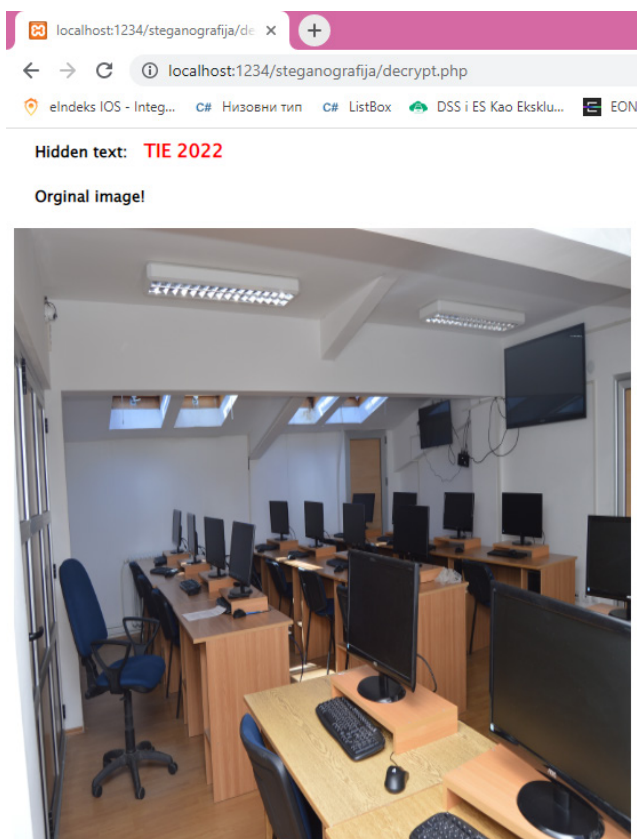 localhost:1234/steganografija/de
localhost:1234/steganografija/decrypt.php
eIndeks IOS - Integ... C# Низовни тип C# ListBox DSS i ES Kao Eksklu... EON
Hidden text: TIE 2022
Orginal image!